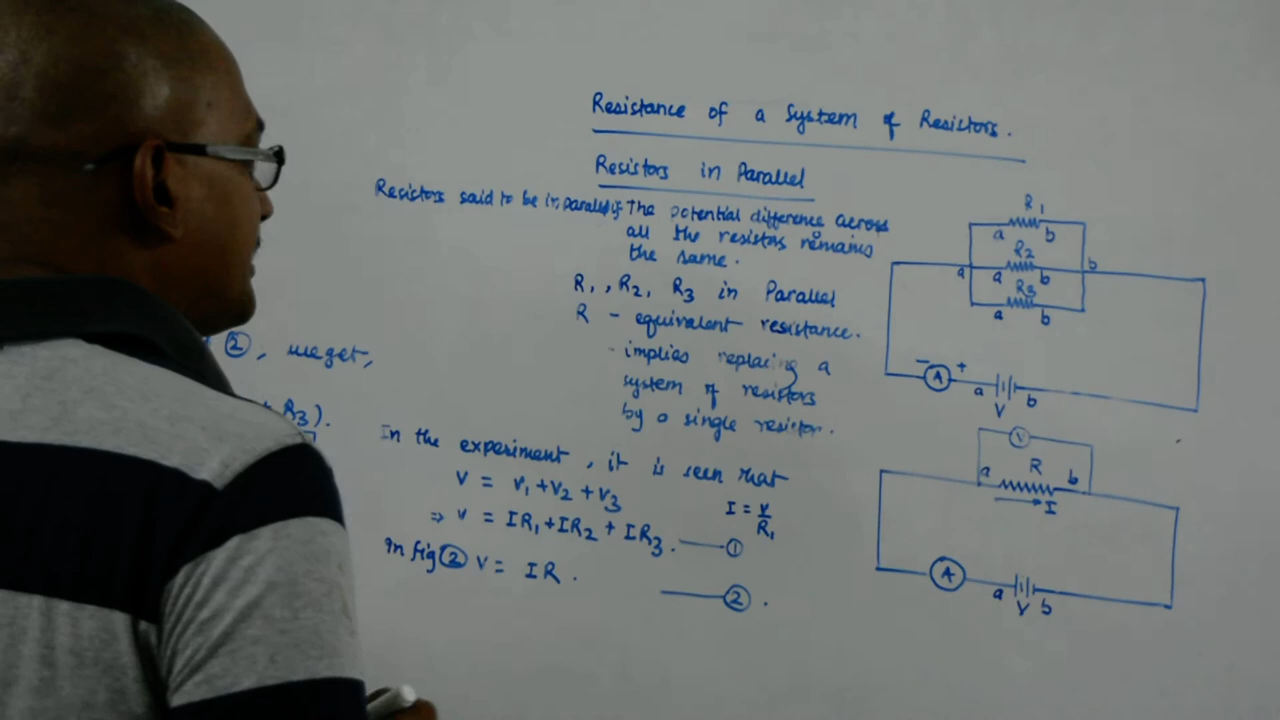 Resistance of a System of Resistors.
Resistors in Parallel
Resistors said to be in parallel if The potential difference across
all the resistors remains
the same.
R1, R2, R3 in Parallel
R - equivalent resistance.
- implies replacing a
system of resistors
by a single resistor.
In the experiment, it is seen that
V = V1+V2+V3
⇒ V = IR1+IR2+IR3. ①
I = V/R1
In fig ② V = IR. ②.
②, we get,
R3).
R1
a b
R2
a b
a b
R3
a b
- A +
a V b
V
a R b
I
A
a V b